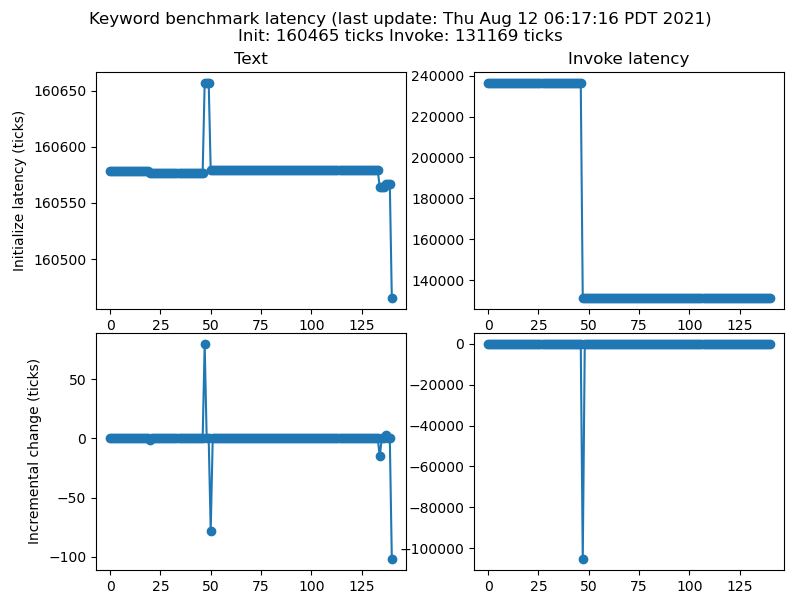 Keyword benchmark latency (last update: Thu Aug 12 06:17:16 PDT 2021)
Init: 160465 ticks Invoke: 131169 ticks
Text
Initialize latency (ticks)
160650
160600
160550
160500
0 25 50 75 100 125
Invoke latency
240000
220000
200000
180000
160000
140000
0 25 50 75 100 125
Incremental change (ticks)
50
0
−50
−100
0 25 50 75 100 125
0
−20000
−40000
−60000
−80000
−100000
0 25 50 75 100 125